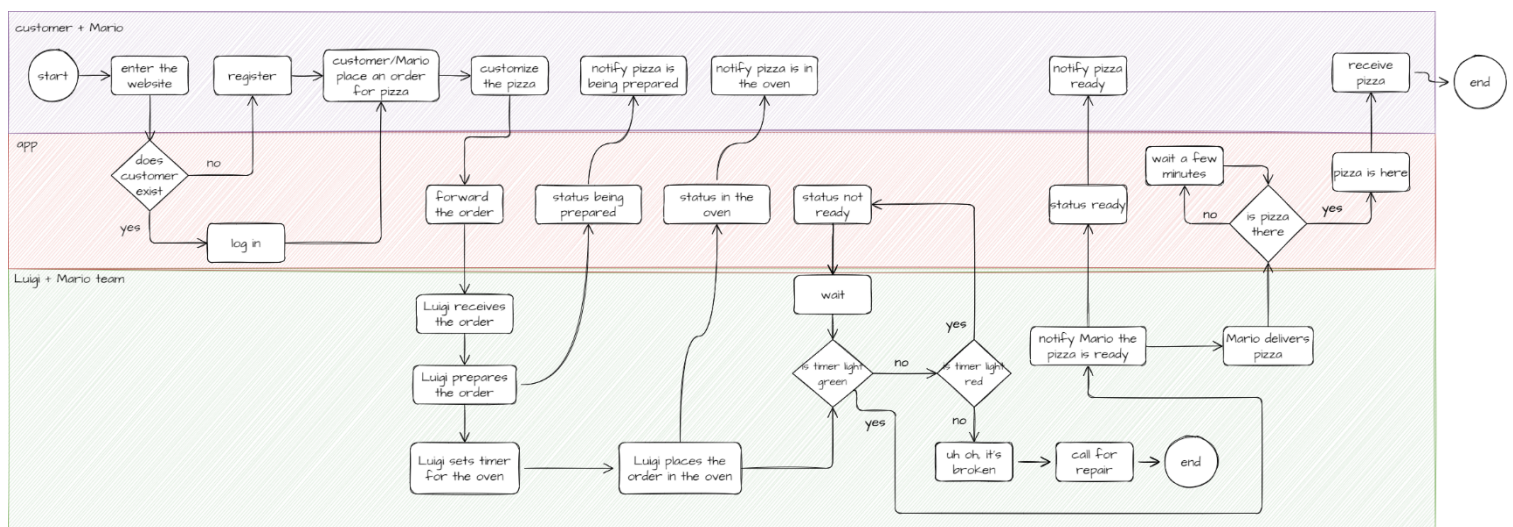 customer + Mario
start
enter the
website
register
customer/Mario
place an order
for pizza
customize
the pizza
notify pizza is
being prepared
notify pizza is in
the oven
notify pizza
ready
receive
pizza
end
app
does
customer
exist
no
yes
log in
forward
the order
status being
prepared
status in the
oven
status not
ready
status ready
wait a few
minutes
is pizza
there
no
yes
pizza is here
Luigi + Mario team
Luigi receives
the order
Luigi prepares
the order
Luigi sets timer
for the oven
Luigi places the
order in the oven
wait
is timer light
green
no
yes
is timer light
red
yes
no
uh oh, it's
broken
call for
repair
end
notify Mario the
pizza is ready
Mario delivers
pizza